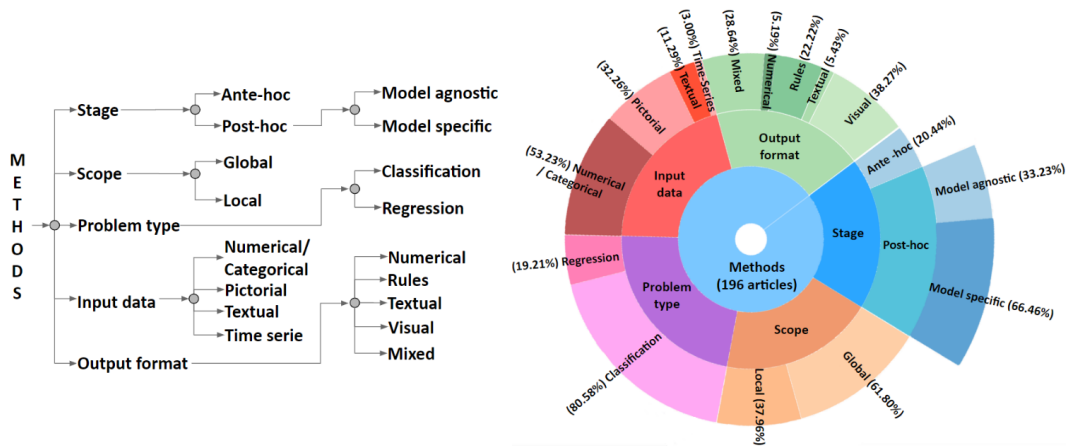 METHODS
Stage
Ante-hoc
Post-hoc
Model agnostic
Model specific
Scope
Global
Local
Problem type
Classification
Regression
Input data
Numerical/
Categorical
Pictorial
Textual
Time serie
Output format
Numerical
Rules
Textual
Visual
Mixed
Methods
(196 articles)
Output
format
(28.64%) Mixed
(5.19%) Numerical
Rules (22.22%)
Textual (5.43%)
Visual (38.27%)
Stage
Ante -hoc (20.44%)
Post-hoc
Model agnostic (33.23%)
Model specific (66.46%)
Scope
Global (61.80%)
Local (37.96%)
Problem
type
(80.58%) Classification
(19.21%) Regression
Input
data
(53.23%) Numerical
/ Categorical
(32.26%) Pictorial
(11.29%) Textual
(3.00%) Time-Series